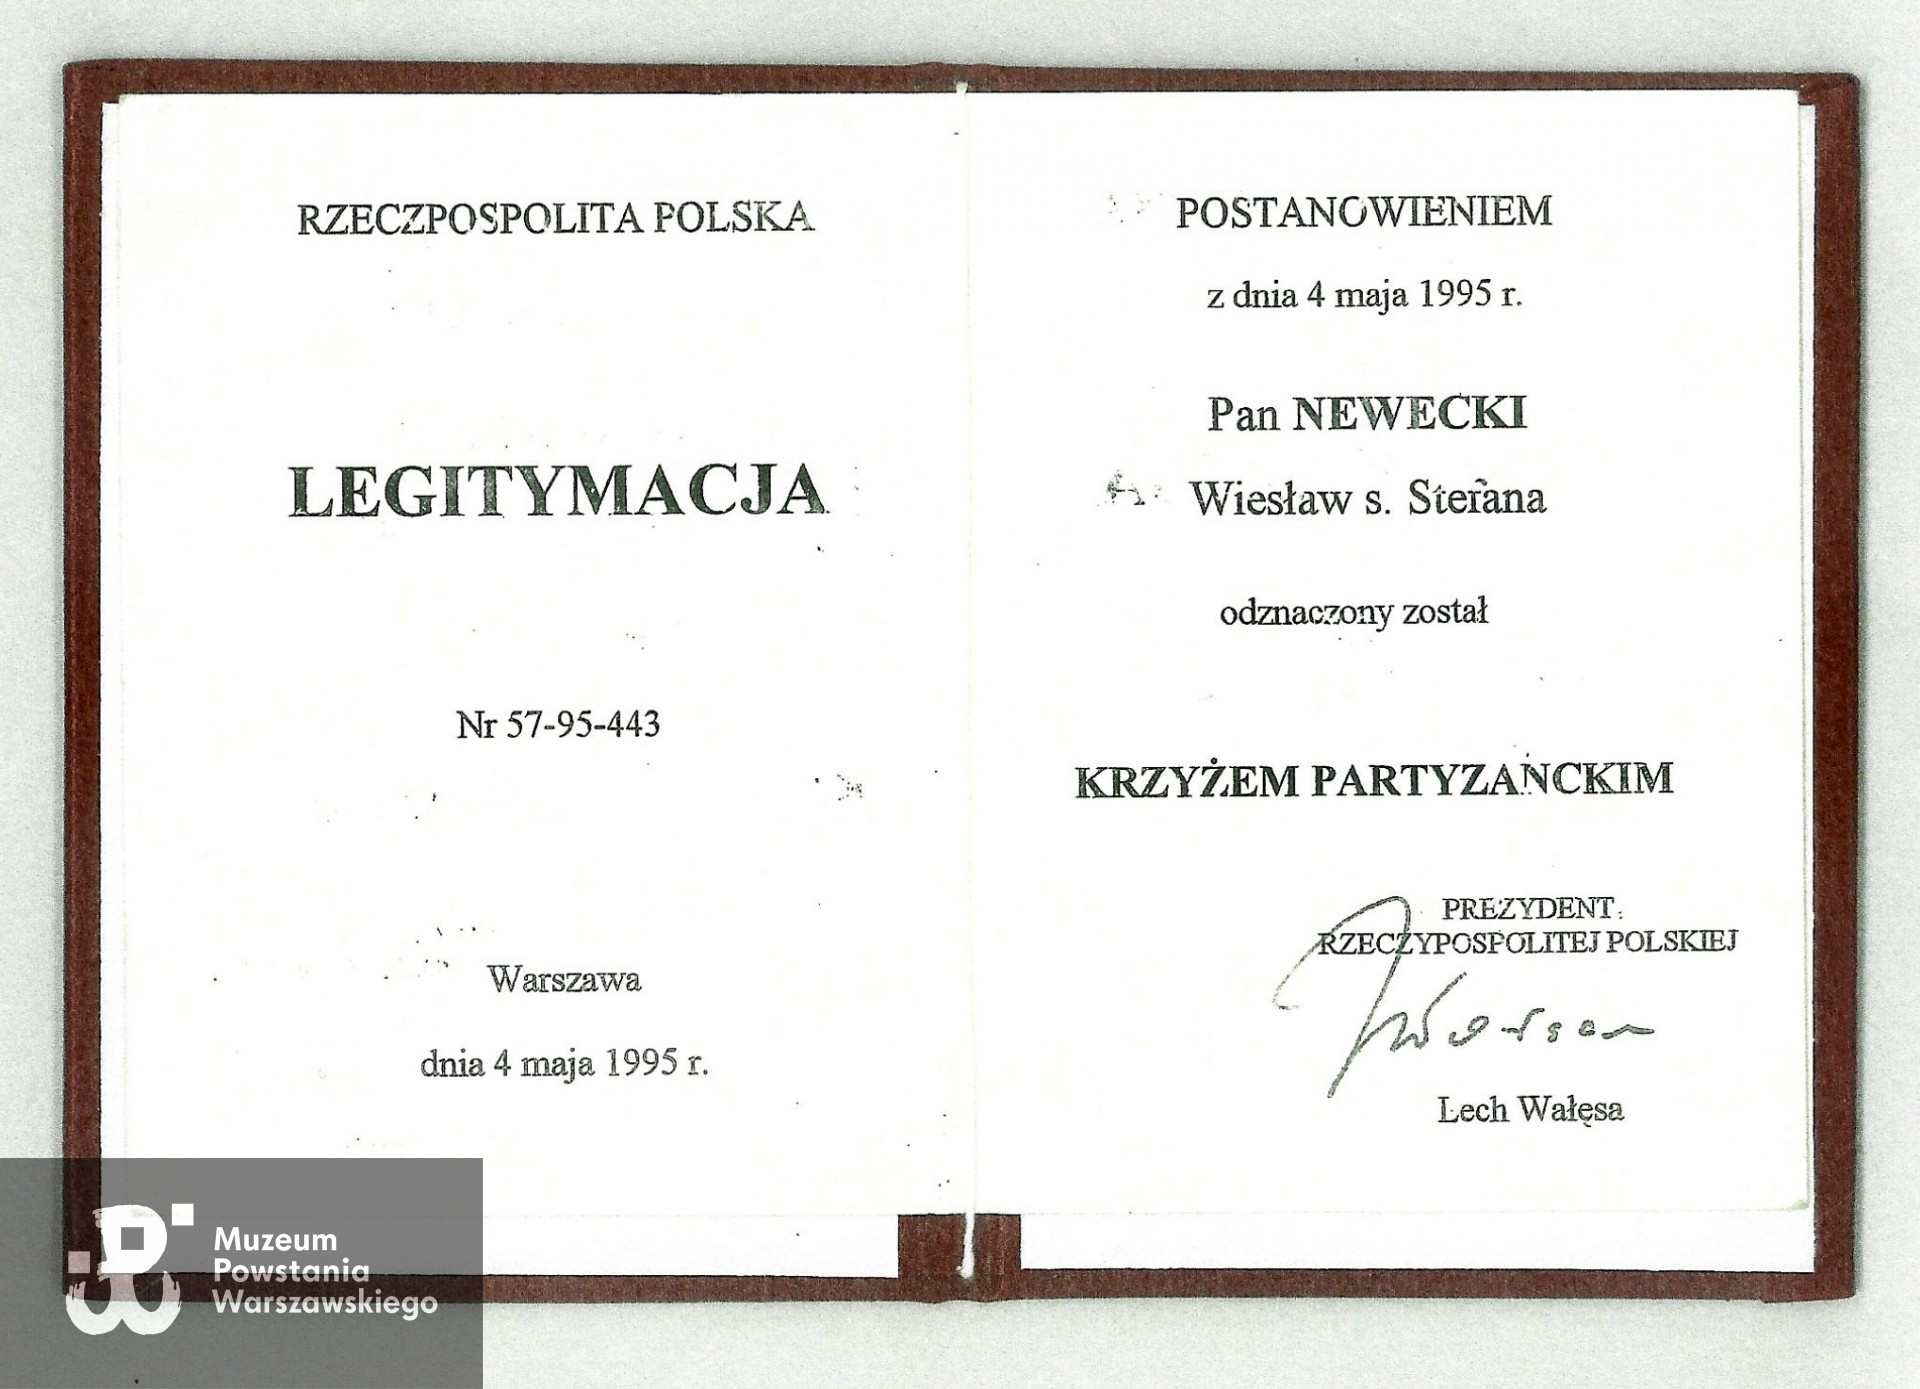 RZECZPOSPOLITA POLSKA
LEGITYMACJA
Nr 57-95-443
Warszawa
dnia 4 maja 1995 r.
POSTANOWIENIEM
z dnia 4 maja 1995 r.
Pan NEWECKI
Wiesław s. Stefana
odznaczony został
KRZYŻEM PARTYZANCKIM
PREZYDENT
RZECZYPOSPOLITEJ POLSKIEJ
LWałęsa
Lech Wałęsa
Muzeum
Powstania
Warszawskiego